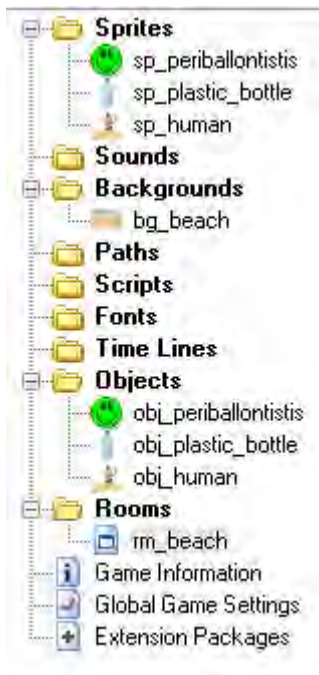 Sprites
sp_periballontistis
sp_plastic_bottle
sp_human
Sounds
Backgrounds
bg_beach
Paths
Scripts
Fonts
Time Lines
Objects
obj_periballontistis
obj_plastic_bottle
obj_human
Rooms
rm_beach
Game Information
Global Game Settings
Extension Packages